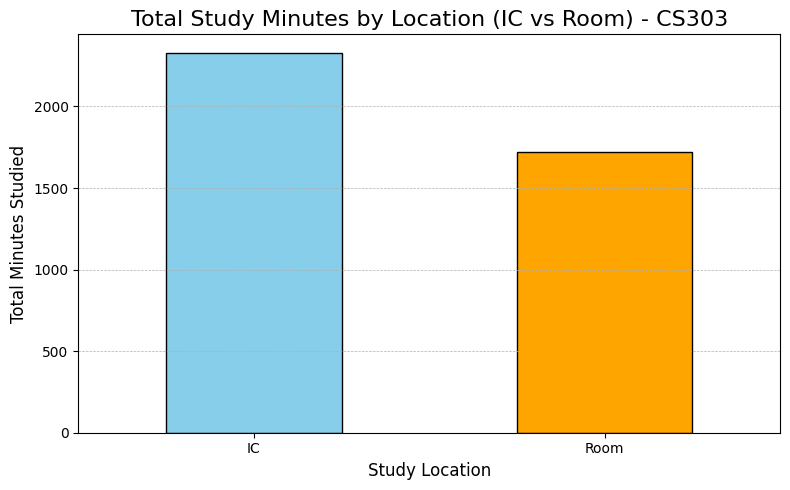 Total Study Minutes by Location (IC vs Room) - CS303
Total Minutes Studied
2000
1500
1000
500
0
IC
Room
Study Location